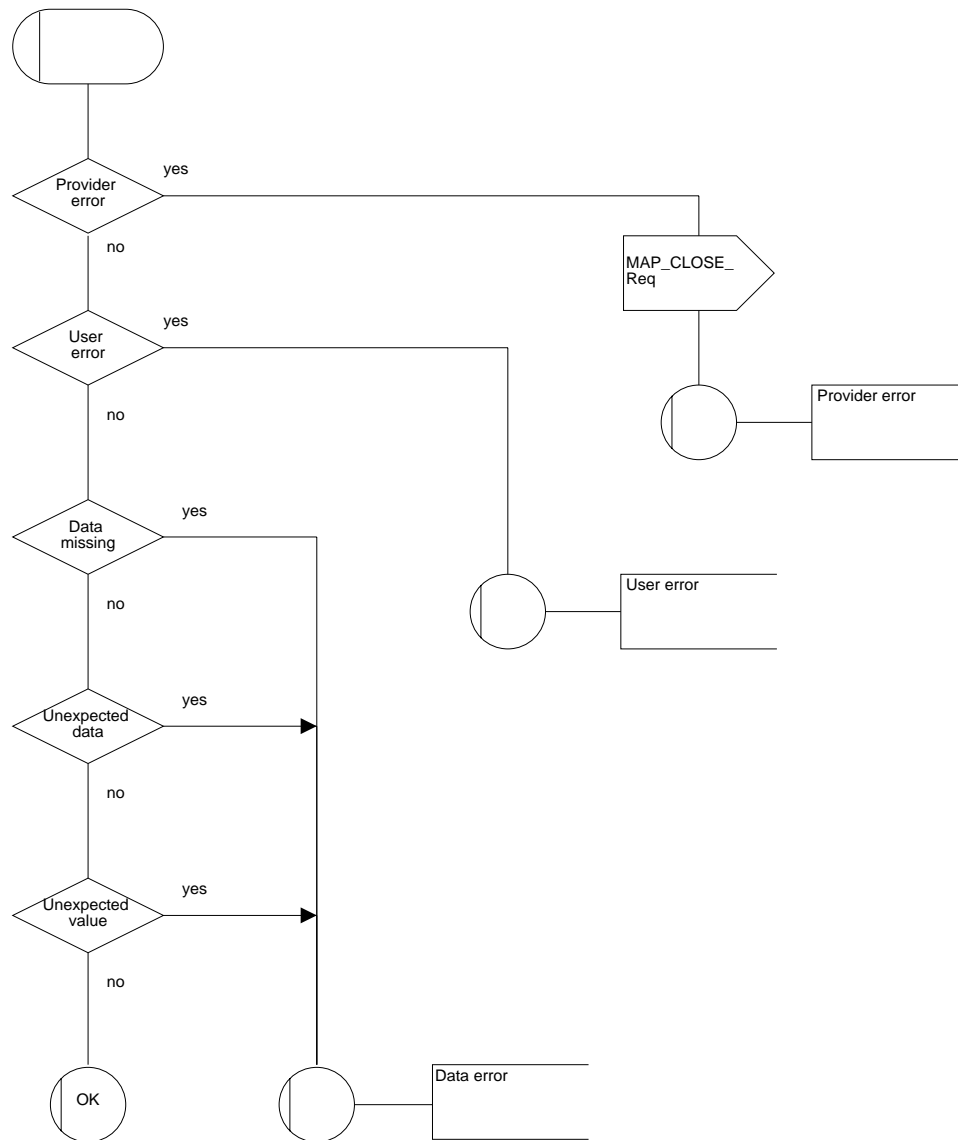 yes
Provider
error
no
MAP_CLOSE_
Req
yes
User
error
no
Provider error
yes
Data
missing
no
User error
yes
Unexpected
data
no
yes
Unexpected
value
no
OK
Data error